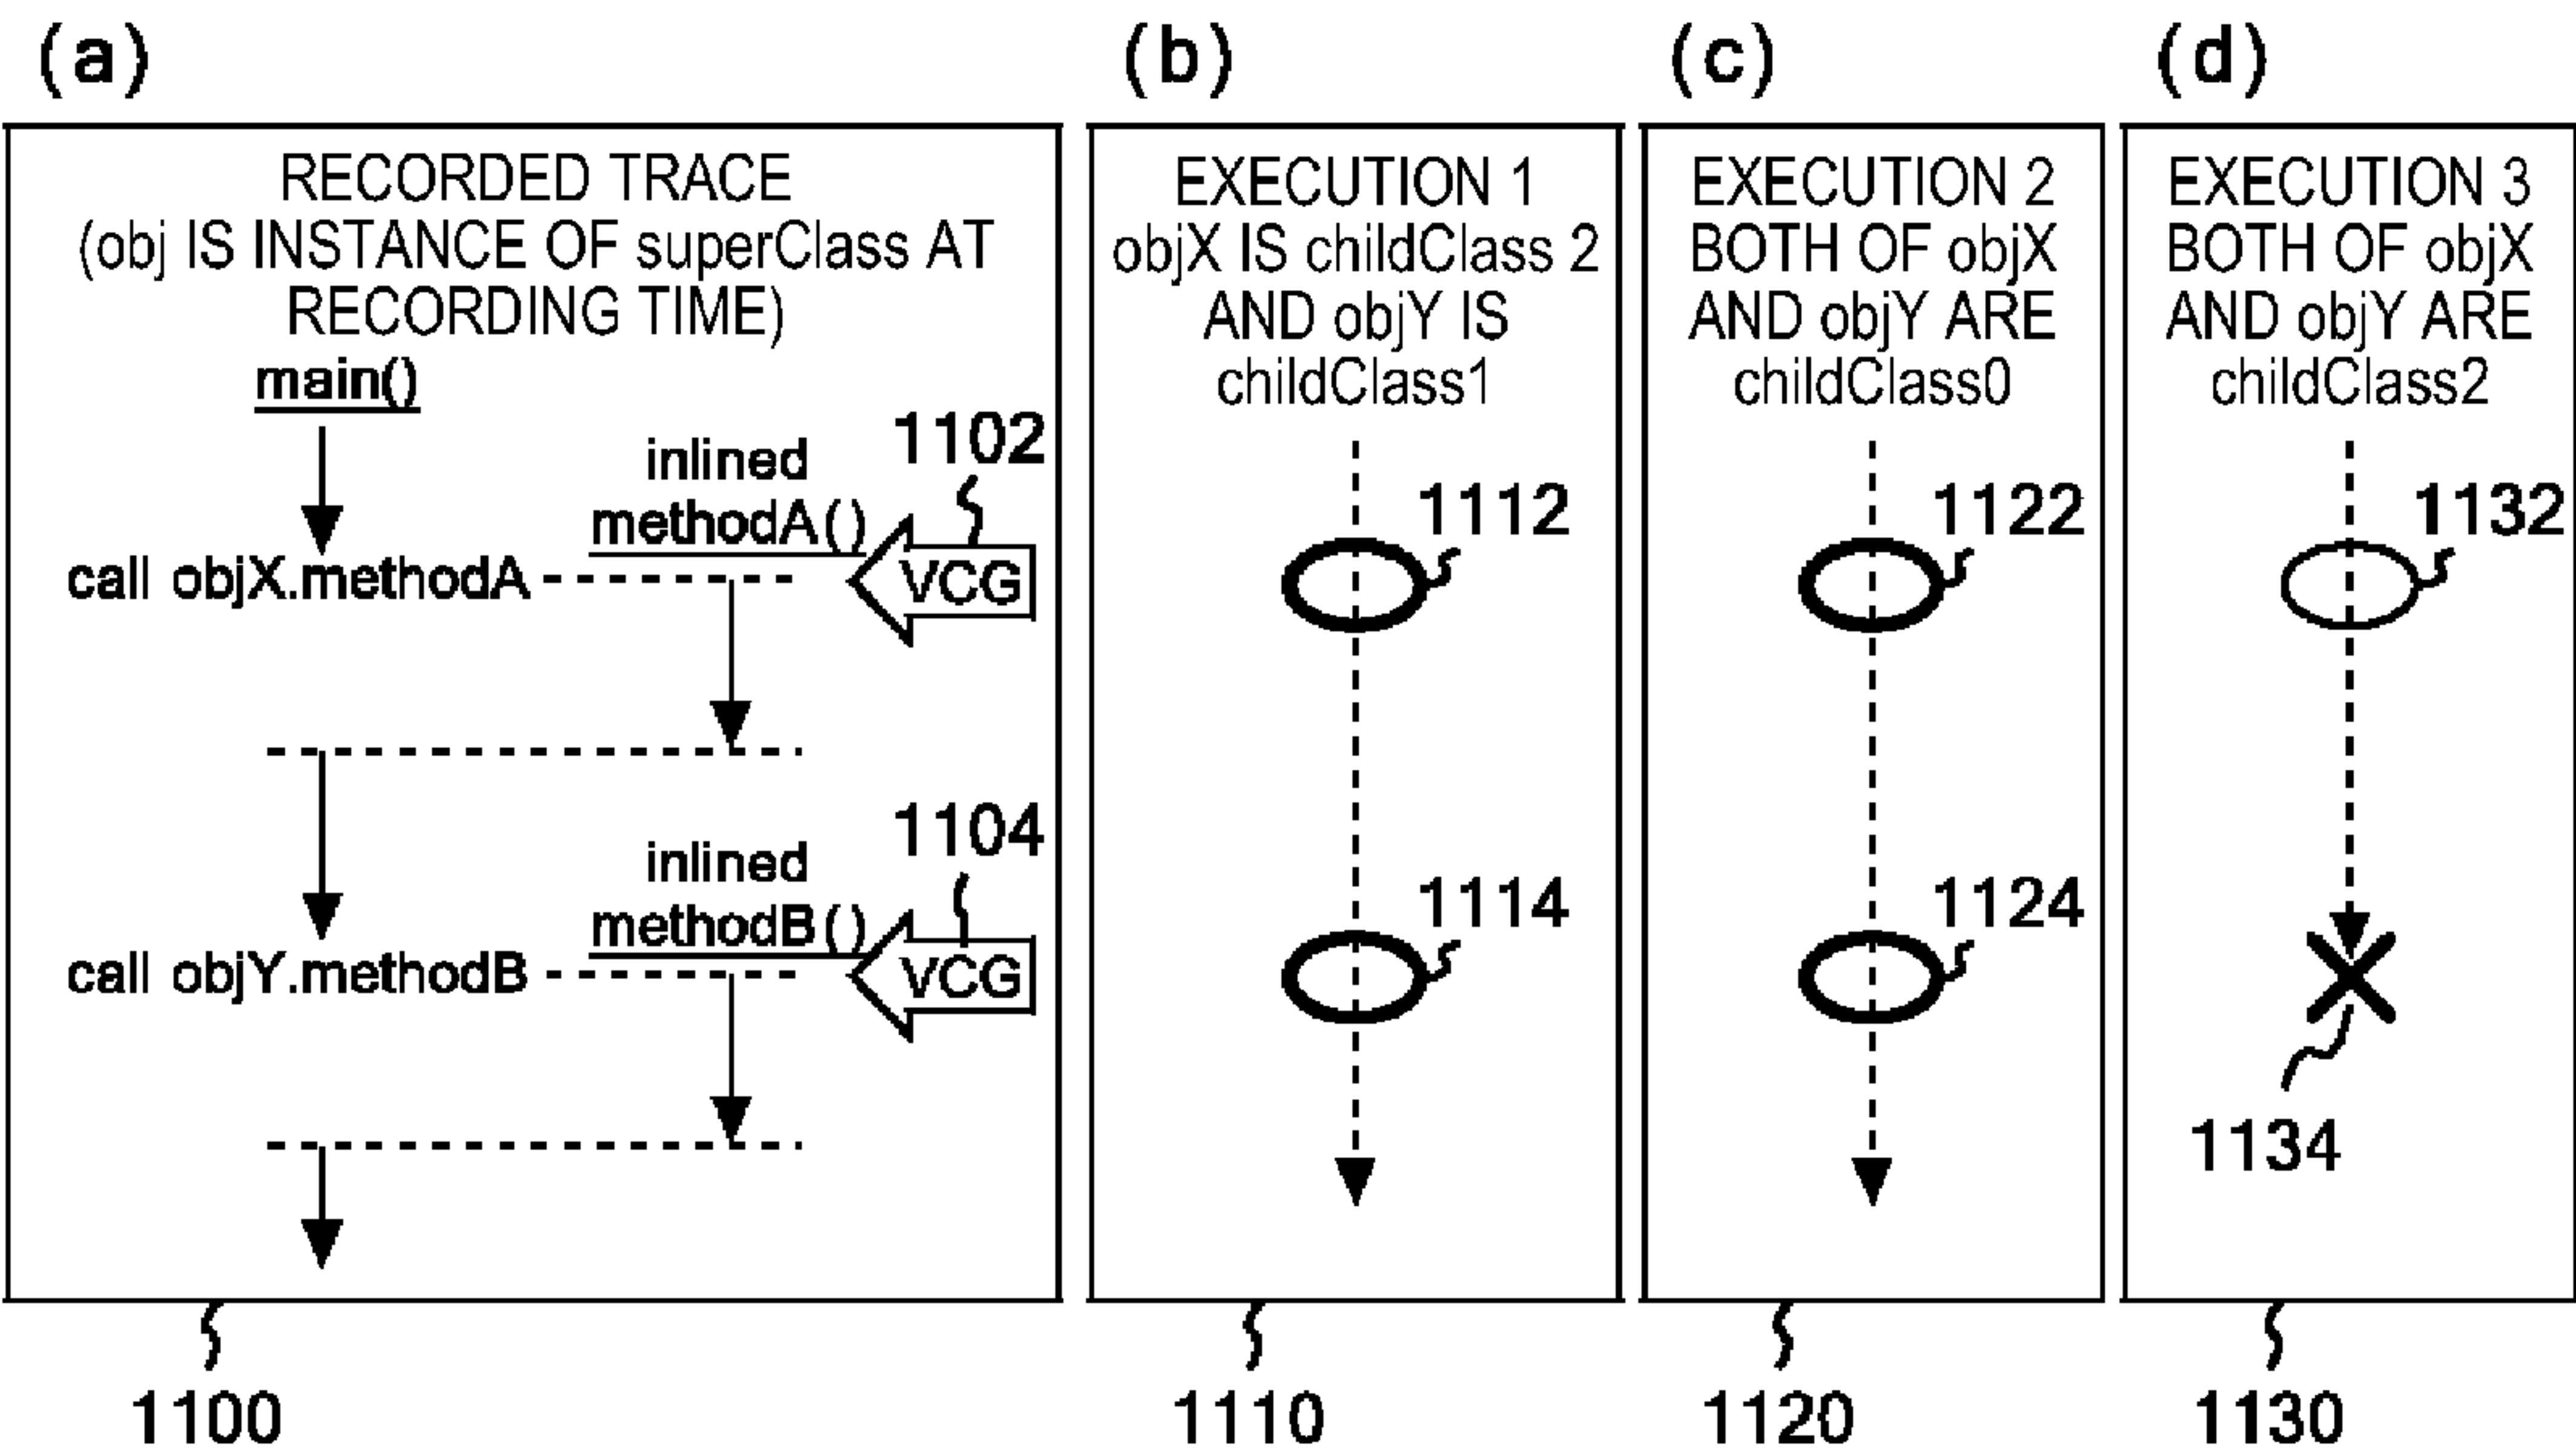 (a)
RECORDED TRACE
(obj IS INSTANCE OF superClass AT
RECORDING TIME)
main()
inlined
methodA()
1102
VCG
call objX.methodA
inlined
methodB()
1104
VCG
call objY.methodB
1100
(b)
EXECUTION 1
objX IS childClass 2
AND objY IS
childClass1
1112
1114
1110
(c)
EXECUTION 2
BOTH OF objX
AND objY ARE
childClass0
1122
1124
1120
(d)
EXECUTION 3
BOTH OF objX
AND objY ARE
childClass2
1132
1134
1130